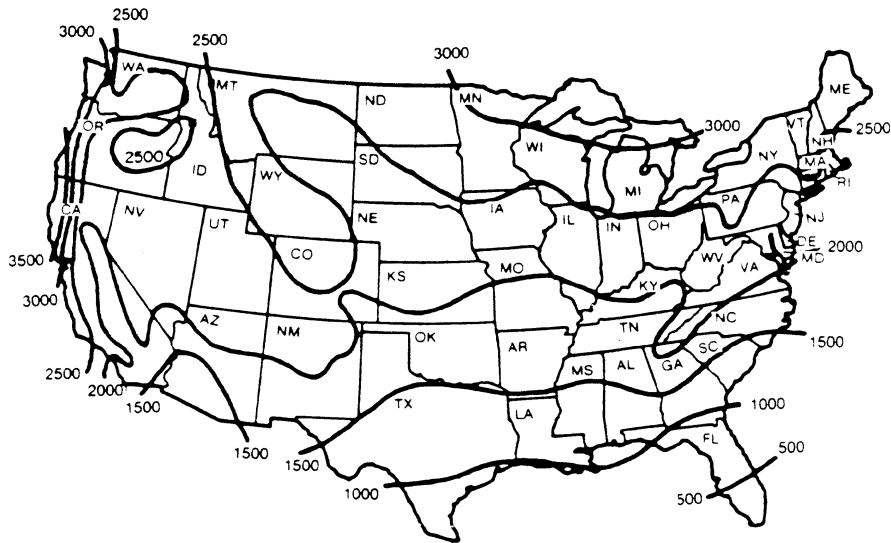 2500
3000
2500
3000
WA
MT
ND
MN
ME
OR
VT
NH
2500
3000
WI
NY
MA
2500
ID
SD
MI
RI
WY
PA
CA
NV
UT
NE
IA
IL
IN
OH
NJ
CO
DE
2000
WV
VA
MD
3500
KS
MO
KY
3000
AZ
NM
OK
TN
NC
1500
AR
SC
MS
AL
GA
2500
2000
1500
TX
LA
1000
FL
1500
1500
500
1000
500